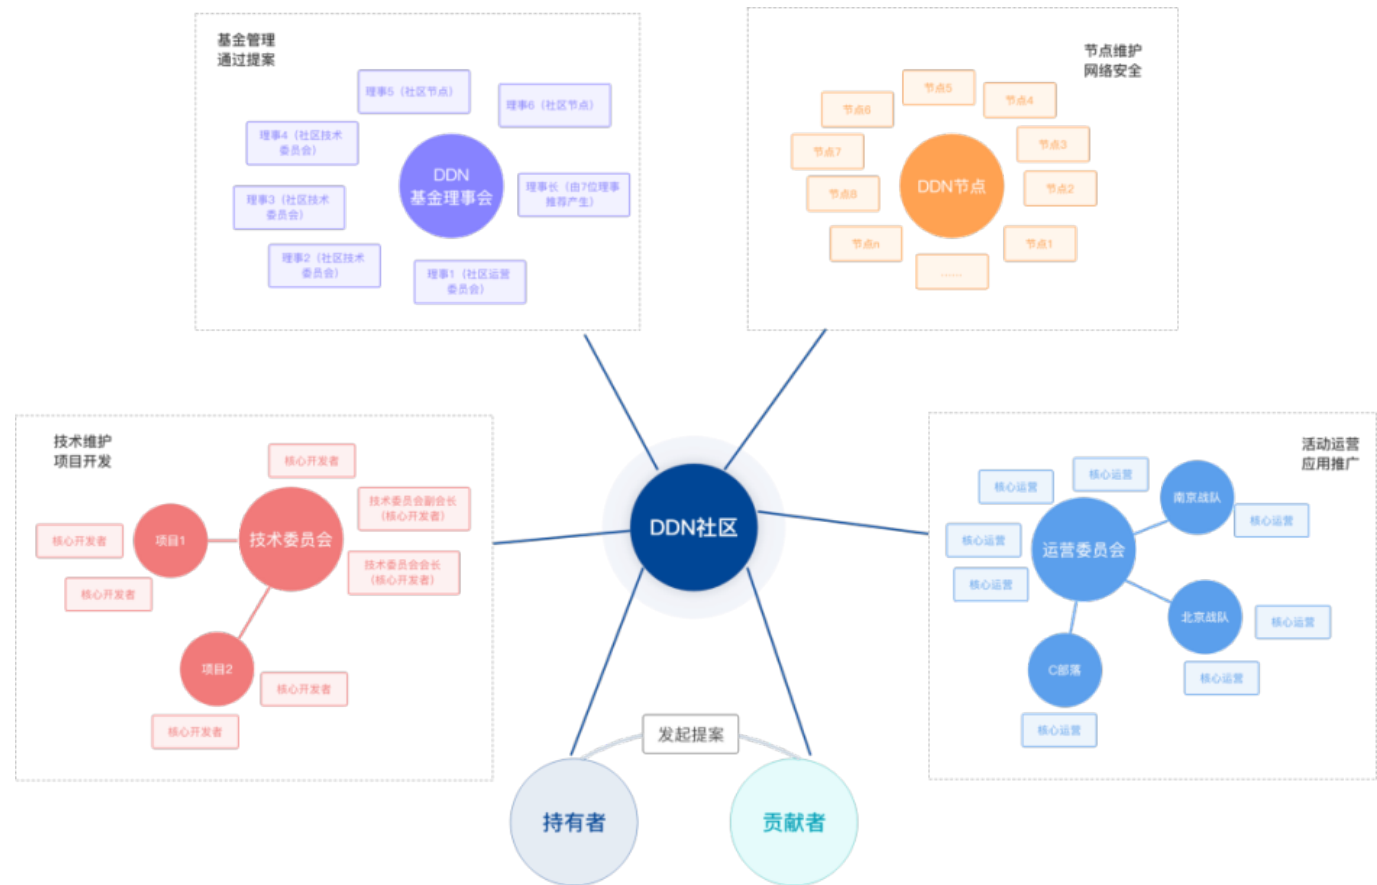 基金管理
通过提案
理事5（社区节点）
理事6（社区节点）
理事4（社区技术
委员会）
DDN
基金理事会
理事长（由7位理事
推荐产生）
理事3（社区技术
委员会）
理事2（社区技术
委员会）
理事1（社区运营
委员会）
节点维护
网络安全
节点5
节点4
节点6
节点3
节点7
DDN节点
节点2
节点8
节点n
节点1
......
技术维护
项目开发
核心开发者
技术委员会副会长
（核心开发者）
核心开发者
项目1
技术委员会
技术委员会会长
（核心开发者）
核心开发者
项目2
核心开发者
核心开发者
DDN社区
活动运营
应用推广
核心运营
核心运营
南京战队
核心运营
核心运营
运营委员会
核心运营
北京战队
核心运营
C部落
核心运营
核心运营
发起提案
持有者
贡献者